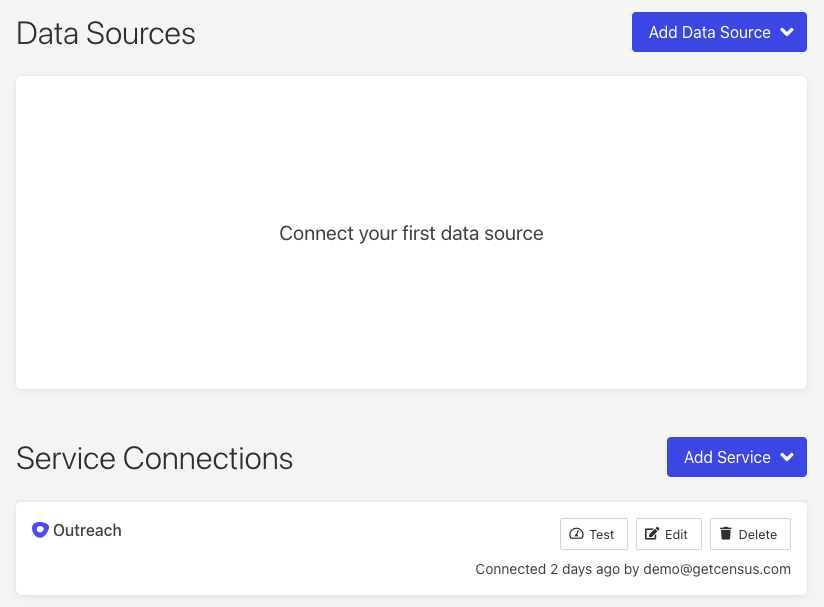 Data Sources
Add Data Source
Connect your first data source
Service Connections
Add Service
Outreach
Test
Edit
Delete
Connected 2 days ago by demo@getcensus.com